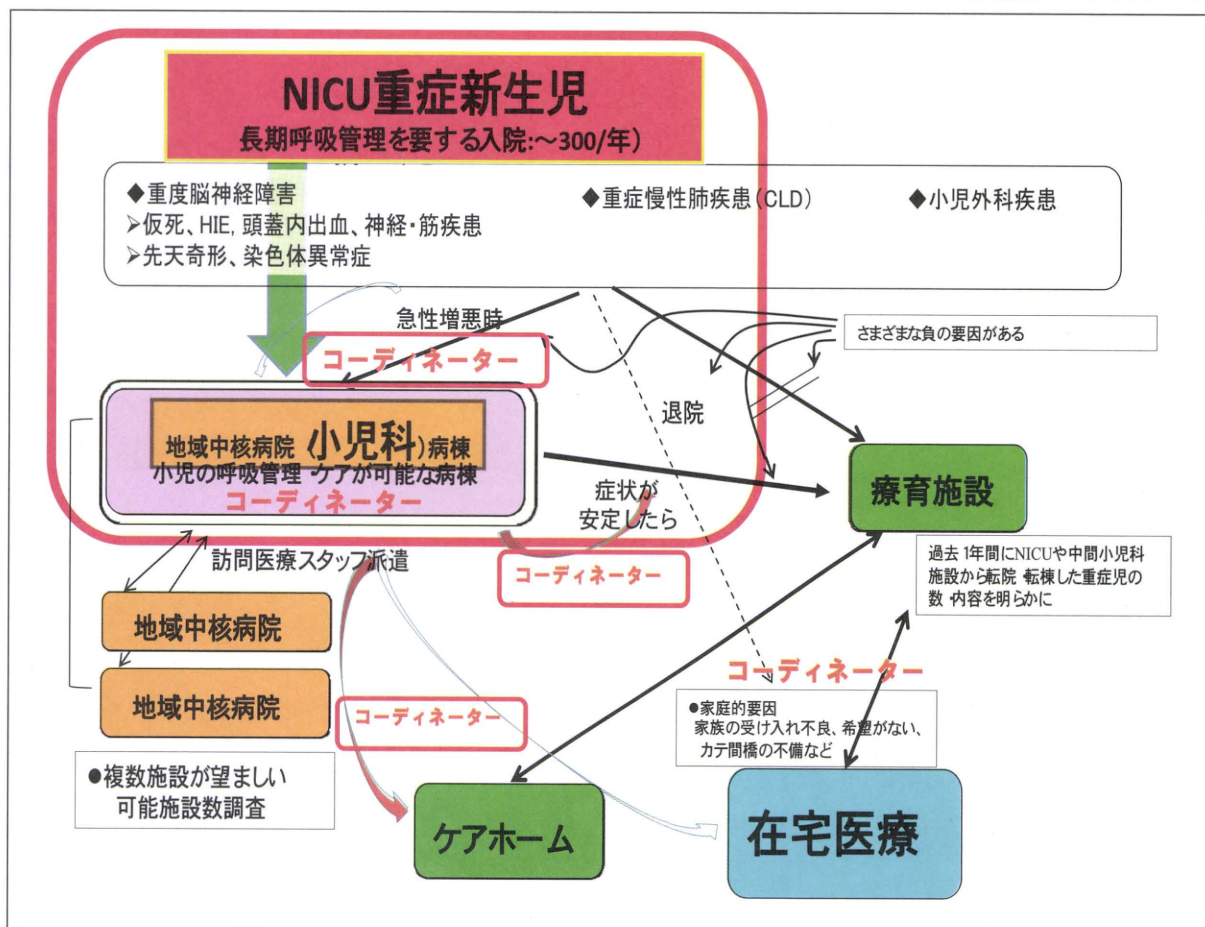 NICU重症新生児
長期呼吸管理を要する入院:~300/年)
◆重度脳神経障害
➢仮死、HIE, 頭蓋内出血、神経・筋疾患
➢先天奇形、染色体異常症
◆重症慢性肺疾患(CLD)
◆小児外科疾患
急性増悪時
コーディネーター
さまざまな負の要因がある
退院
地域中核病院(小児科)病棟
小児の呼吸管理・ケアが可能な病棟
コーディネーター
症状が
安定したら
療育施設
過去1年間にNICUや中間小児科
施設から転院・転棟した重症児の
数・内容を明らかに
訪問医療スタッフ派遣
コーディネーター
地域中核病院
地域中核病院
コーディネーター
コーディネーター
●家庭的要因
家族の受け入れ不良、希望がない、
カテ間橋の不備など
●複数施設が望ましい
可能施設数調査
ケアホーム
在宅医療